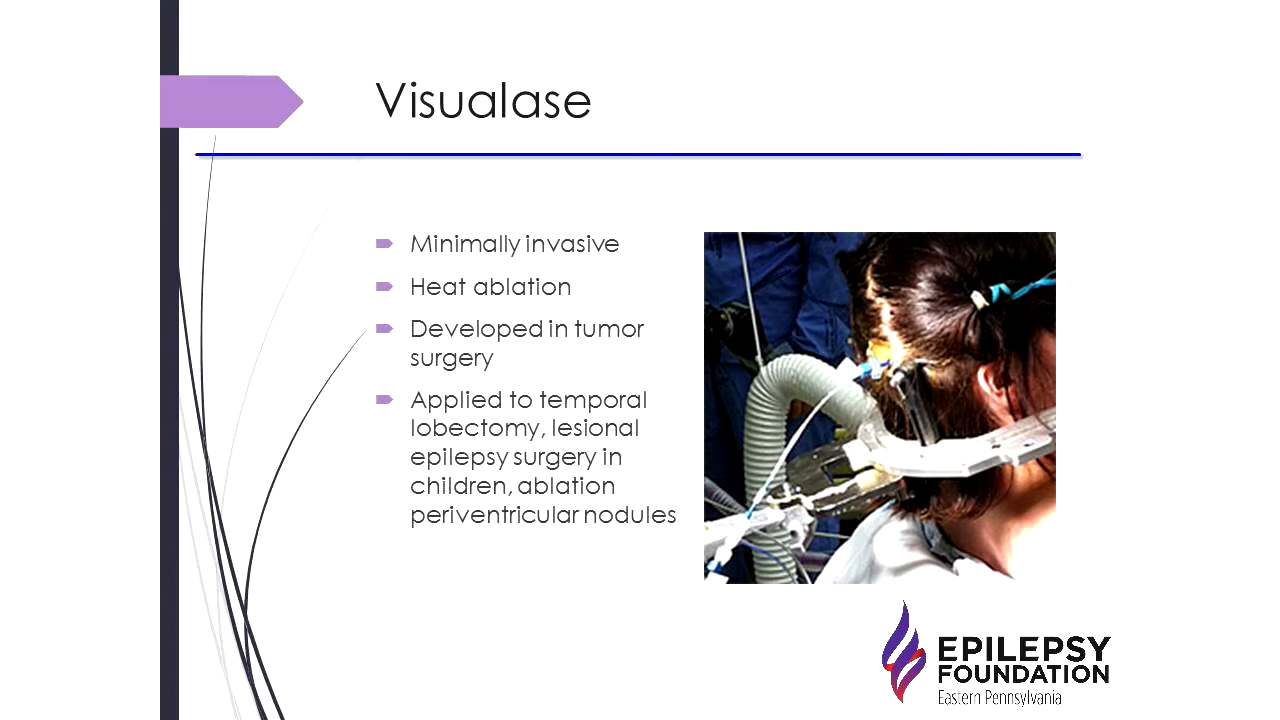 Visualase
Minimally invasive
Heat ablation
Developed in tumor
surgery
Applied to temporal
lobectomy, lesional
epilepsy surgery in
children, ablation
periventricular nodules
EPILEPSY
FOUNDATION
Eastern Pennsylvania